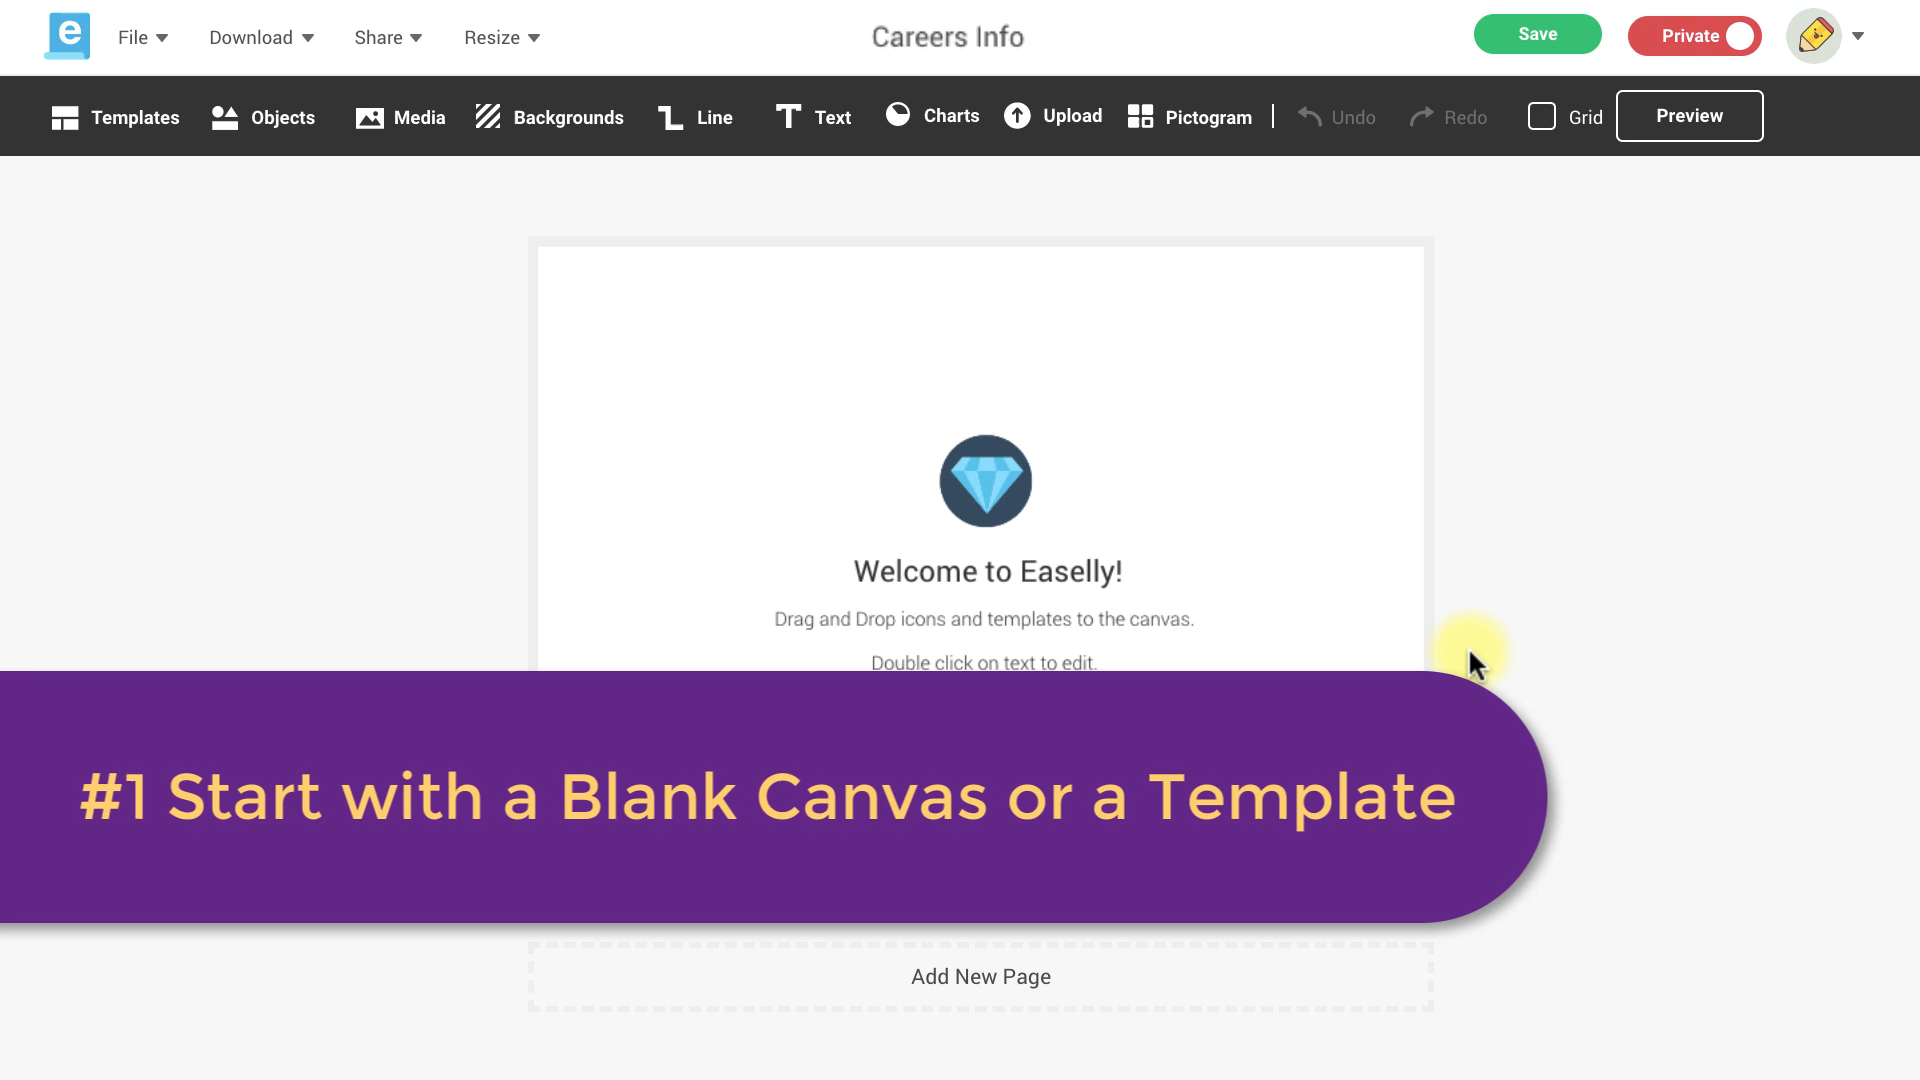 e
File Download Share Resize Careers Info Save Private
Templates Objects Media Backgrounds Line Text Charts Upload Pictogram Undo Redo Grid Preview
Welcome to Easelly!
Drag and Drop icons and templates to the canvas.
Double click on text to edit.
#1 Start with a Blank Canvas or a Template
Add New Page